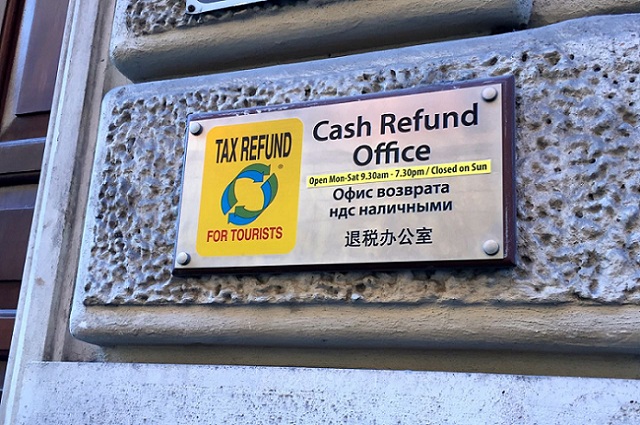 TAX REFUND
FOR TOURISTS
Cash Refund
Office
Open Mon-Sat 9.30am - 7.30pm / Closed on Sun
Офис возврата
ндс наличными
退税办公室